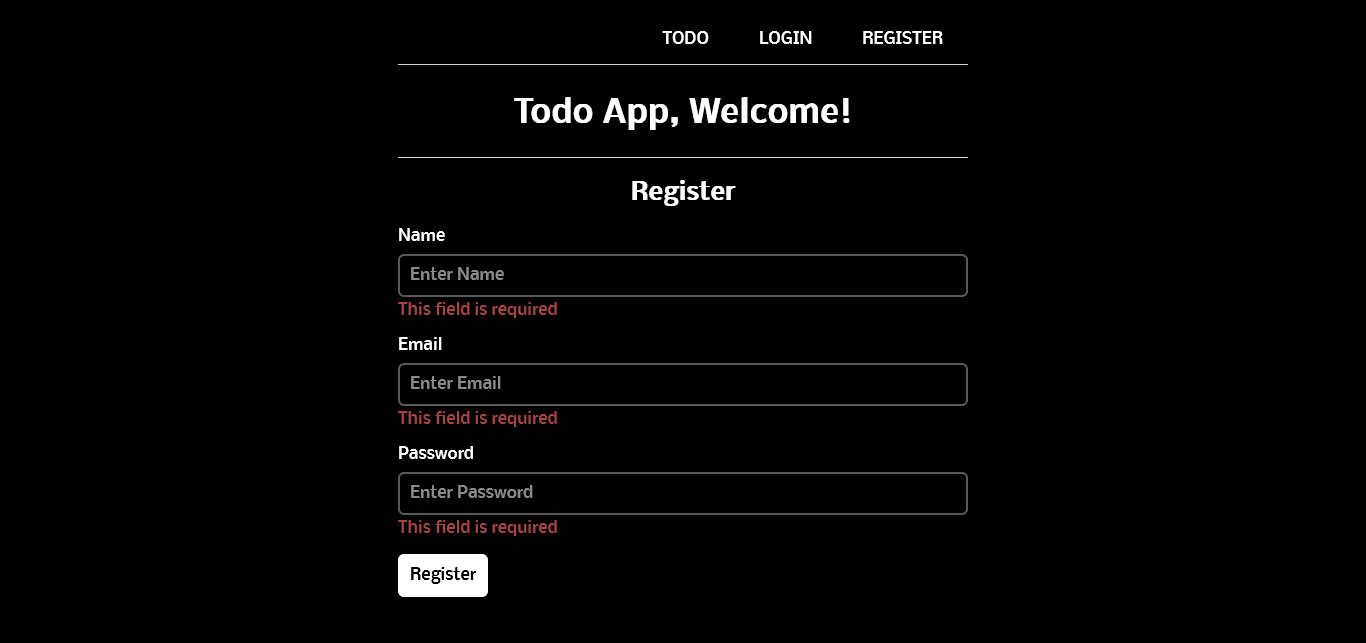 TODO LOGIN REGISTER
Todo App, Welcome!
Register
Name
Enter Name
This field is required
Email
Enter Email
This field is required
Password
Enter Password
This field is required
Register